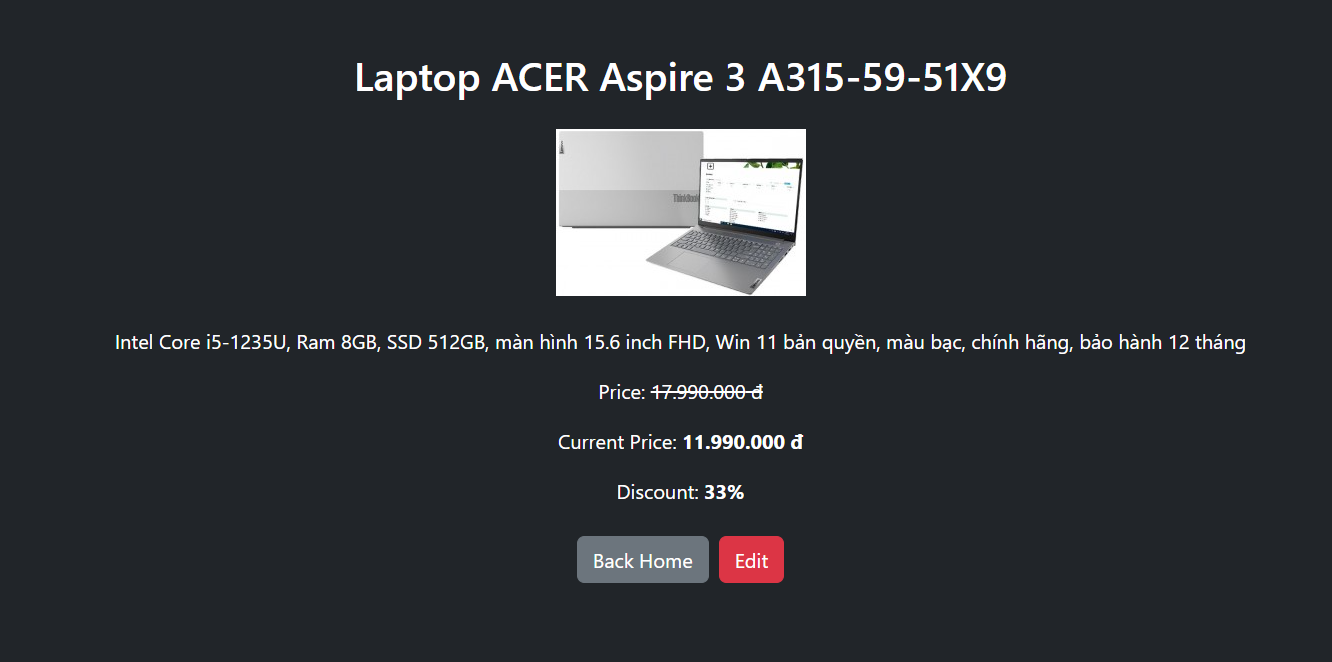 Laptop ACER Aspire 3 A315-59-51X9
ThinkBook
Intel Core i5-1235U, Ram 8GB, SSD 512GB, màn hình 15.6 inch FHD, Win 11 bản quyền, màu bạc, chính hãng, bảo hành 12 tháng
Price: 17.990.000 đ
Current Price: 11.990.000 đ
Discount: 33%
Back Home
Edit